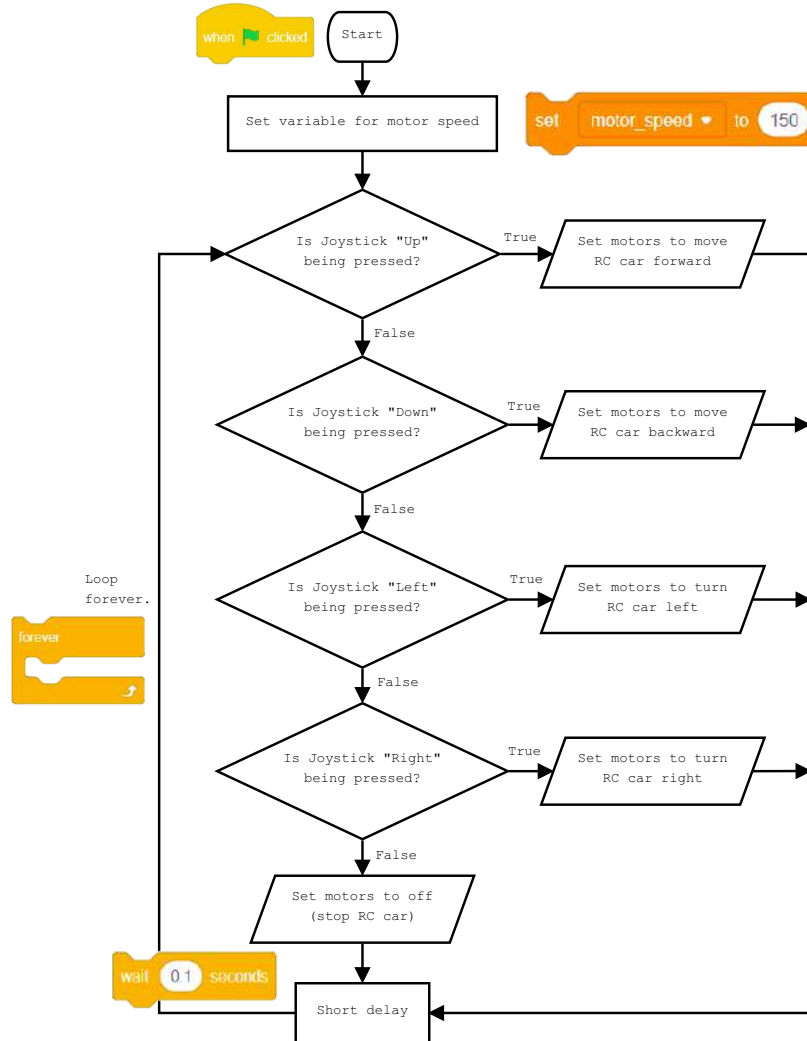 when clicked
Start
Set variable for motor speed
set motor_speed to 150
Is Joystick "Up"
being pressed?
True
Set motors to move
RC car forward
False
Is Joystick "Down"
being pressed?
True
Set motors to move
RC car backward
False
Loop
forever.
forever
Is Joystick "Left"
being pressed?
True
Set motors to turn
RC car left
False
Is Joystick "Right"
being pressed?
True
Set motors to turn
RC car right
False
Set motors to off
(stop RC car)
wait 0.1 seconds
Short delay